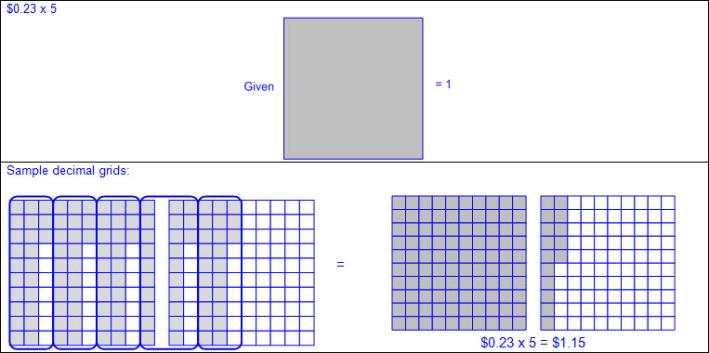 $0.23 x 5
Given
= 1
Sample decimal grids:
=
$0.23 x 5 = $1.15